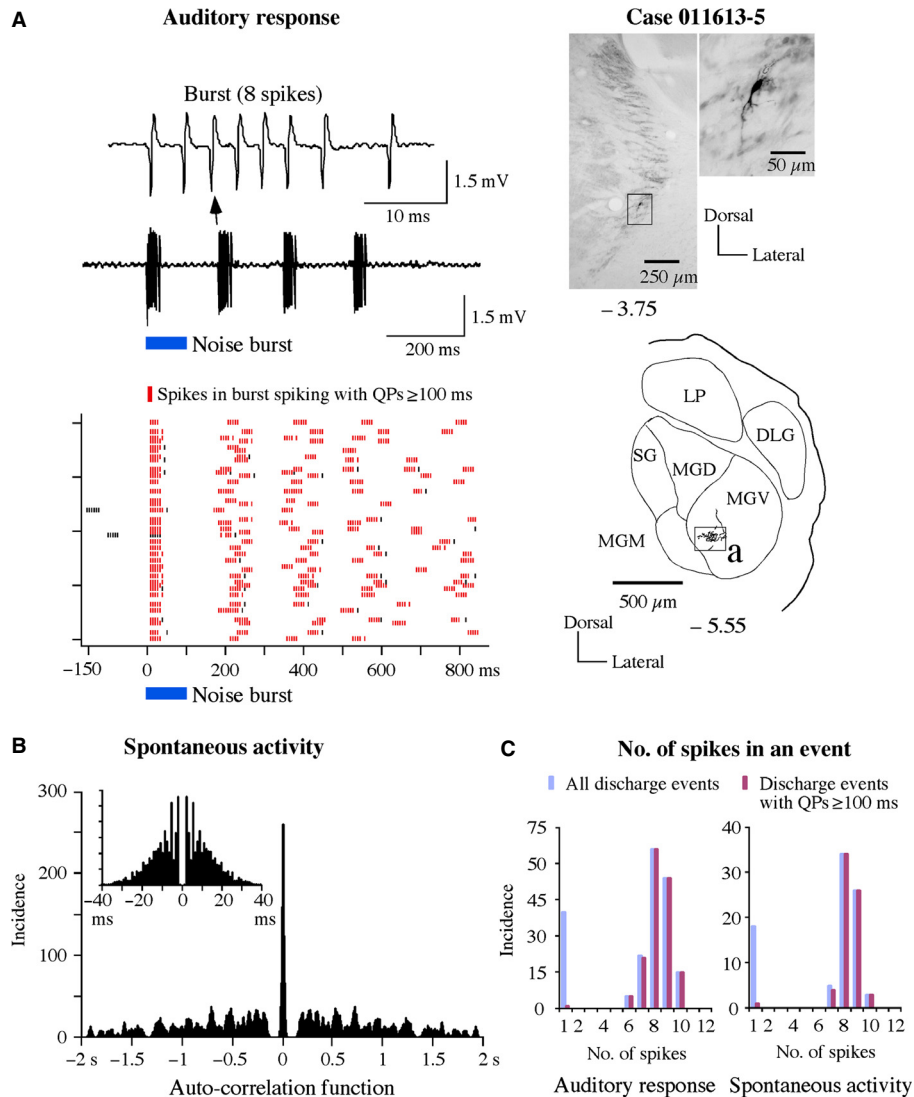 A
Auditory response
Burst (8 spikes)
1.5 mV
10 ms
1.5 mV
200 ms
Noise burst
Spikes in burst spiking with QPs ≥100 ms
−150 0 200 400 600 800 ms
Noise burst
Case 011613-5
50 µm
Dorsal
Lateral
250 µm
– 3.75
LP
DLG
SG
MGD
MGV
MGM
a
500 µm
– 5.55
Dorsal
Lateral
B
Spontaneous activity
300
200
100
0
Incidence
−40 −20 0 20 40
ms ms
−2 s −1.5 −1 −0.5 0 0.5 1 1.5 2 s
Auto-correlation function
C
No. of spikes in an event
All discharge events
Discharge events
with QPs ≥100 ms
75
60
45
30
15
0
Incidence
1 2 4 6 8 10 12
No. of spikes
Auditory response
40
30
20
10
0
1 2 4 6 8 10 12
No. of spikes
Spontaneous activity